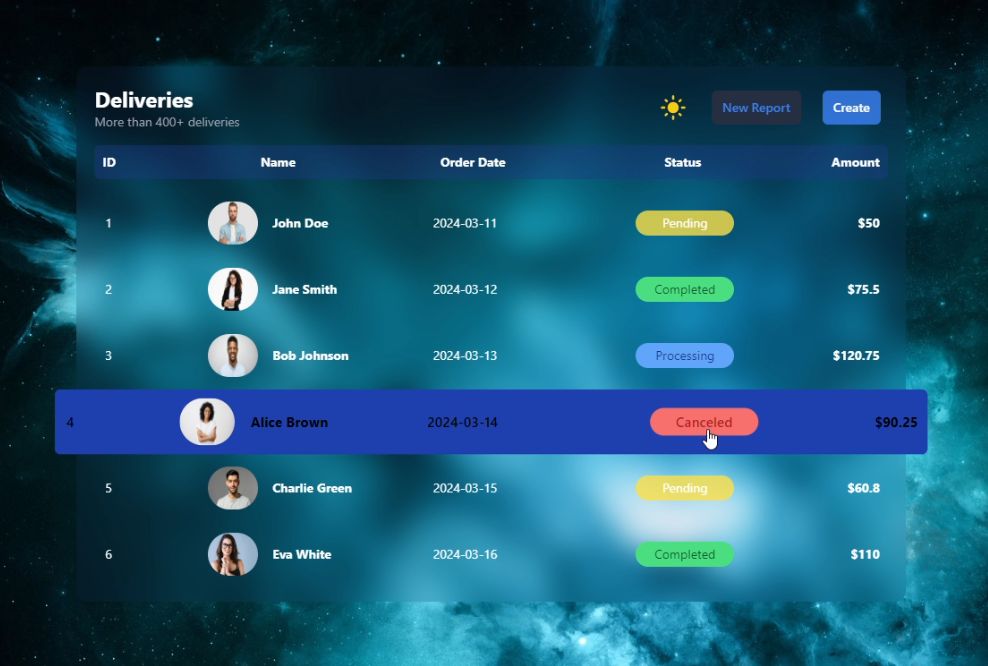 Deliveries
More than 400+ deliveries
New Report
Create
ID Name Order Date Status Amount
1 John Doe 2024-03-11 Pending $50
2 Jane Smith 2024-03-12 Completed $75.5
3 Bob Johnson 2024-03-13 Processing $120.75
4 Alice Brown 2024-03-14 Canceled $90.25
5 Charlie Green 2024-03-15 Pending $60.8
6 Eva White 2024-03-16 Completed $110